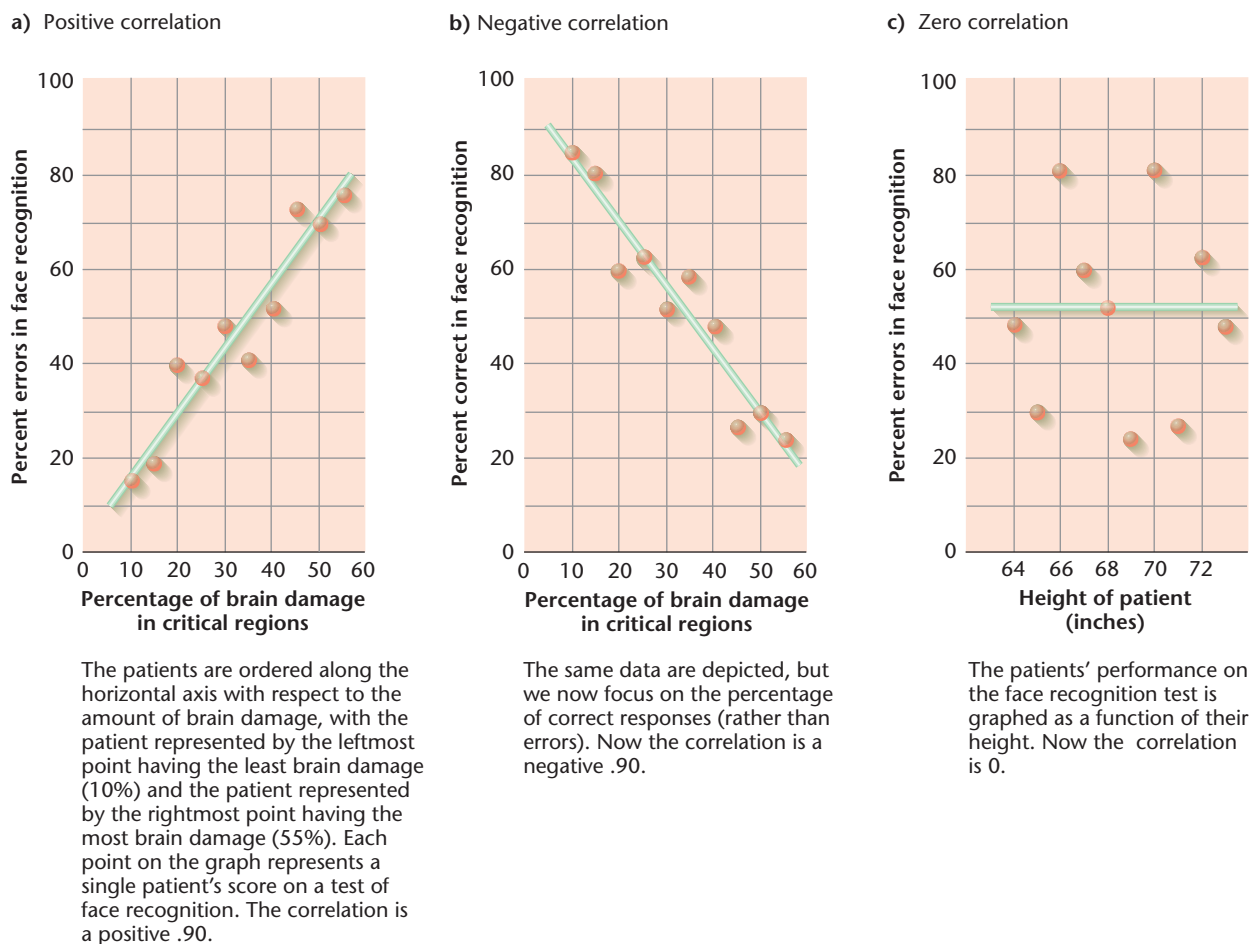 a) Positive correlation
100
80
60
40
20
0
Percent errors in face recognition
0 10 20 30 40 50 60
Percentage of brain damage
in critical regions
The patients are ordered along the
horizontal axis with respect to the
amount of brain damage, with the
patient represented by the leftmost
point having the least brain damage
(10%) and the patient represented
by the rightmost point having the
most brain damage (55%). Each
point on the graph represents a
single patient’s score on a test of
face recognition. The correlation is
a positive .90.
b) Negative correlation
100
80
60
40
20
0
Percent correct in face recognition
0 10 20 30 40 50 60
Percentage of brain damage
in critical regions
The same data are depicted, but
we now focus on the percentage
of correct responses (rather than
errors). Now the correlation is a
negative .90.
c) Zero correlation
100
80
60
40
20
0
Percent errors in face recognition
64 66 68 70 72
Height of patient
(inches)
The patients’ performance on
the face recognition test is
graphed as a function of their
height. Now the correlation
is 0.